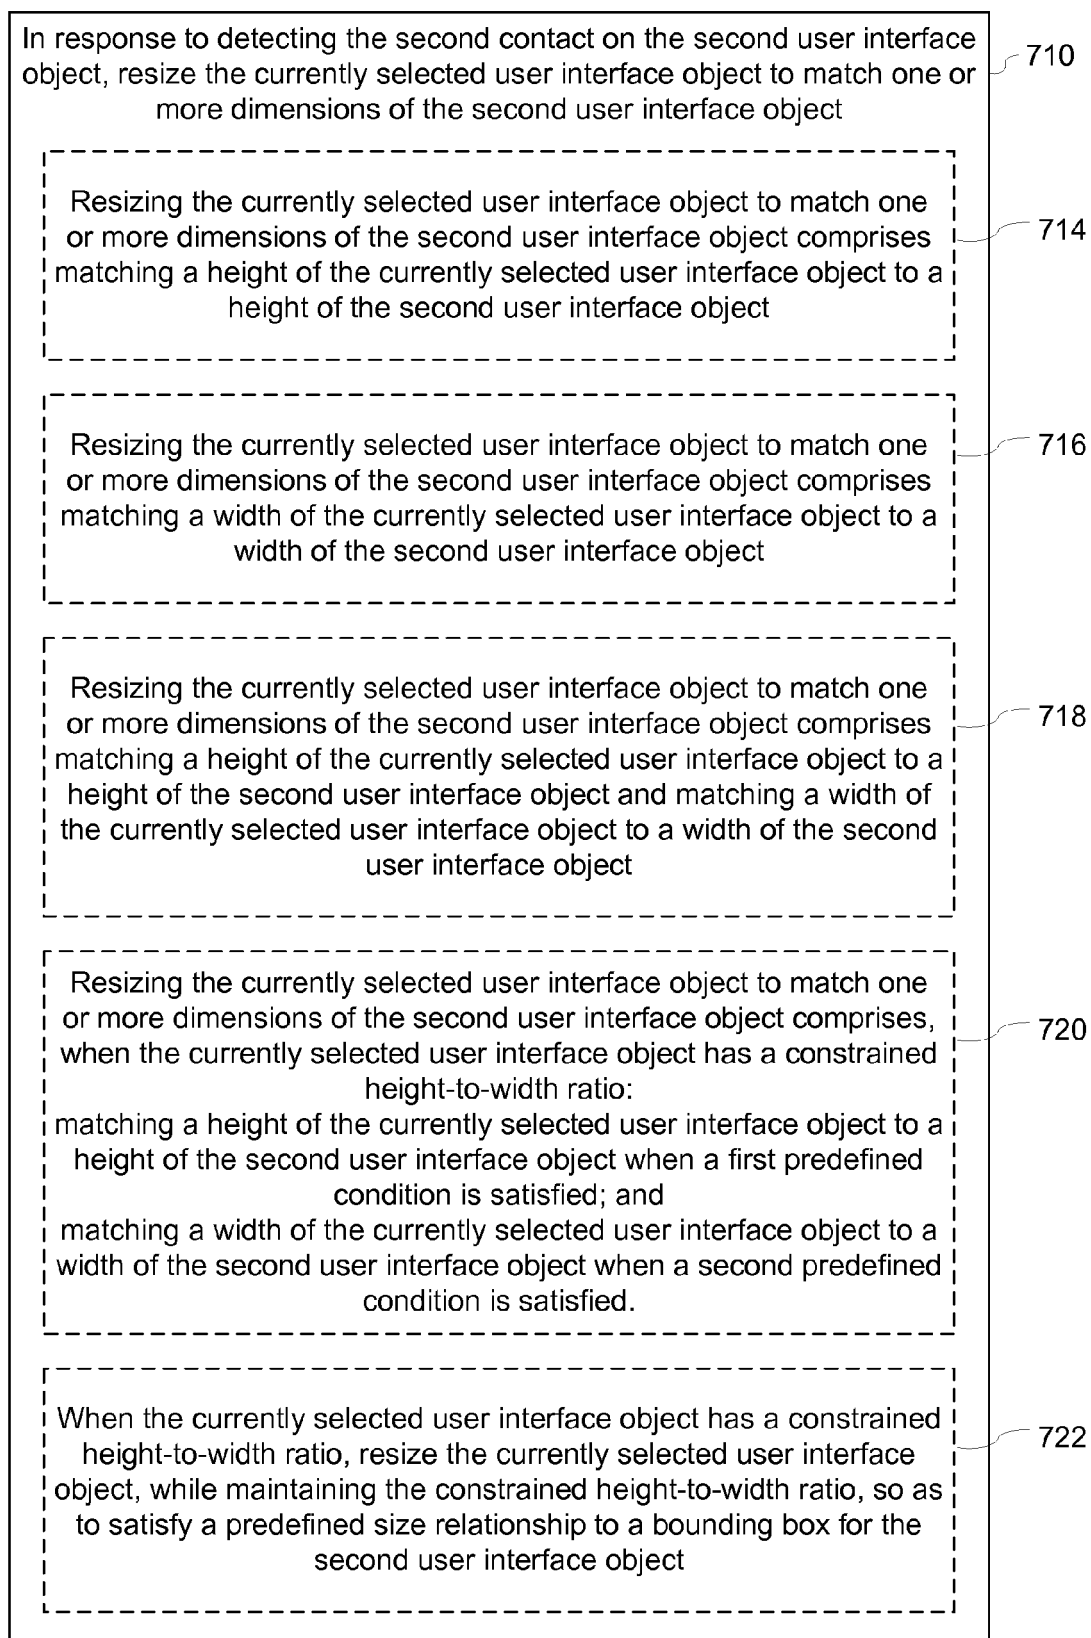 In response to detecting the second contact on the second user interface
object, resize the currently selected user interface object to match one or
more dimensions of the second user interface object
710
Resizing the currently selected user interface object to match one
or more dimensions of the second user interface object comprises
matching a height of the currently selected user interface object to a
height of the second user interface object
714
Resizing the currently selected user interface object to match one
or more dimensions of the second user interface object comprises
matching a width of the currently selected user interface object to a
width of the second user interface object
716
Resizing the currently selected user interface object to match one
or more dimensions of the second user interface object comprises
matching a height of the currently selected user interface object to a
height of the second user interface object and matching a width of
the currently selected user interface object to a width of the second
user interface object
718
Resizing the currently selected user interface object to match one
or more dimensions of the second user interface object comprises,
when the currently selected user interface object has a constrained
height-to-width ratio:
matching a height of the currently selected user interface object to a
height of the second user interface object when a first predefined
condition is satisfied; and
matching a width of the currently selected user interface object to a
width of the second user interface object when a second predefined
condition is satisfied.
720
When the currently selected user interface object has a constrained
height-to-width ratio, resize the currently selected user interface
object, while maintaining the constrained height-to-width ratio, so as
to satisfy a predefined size relationship to a bounding box for the
second user interface object
722